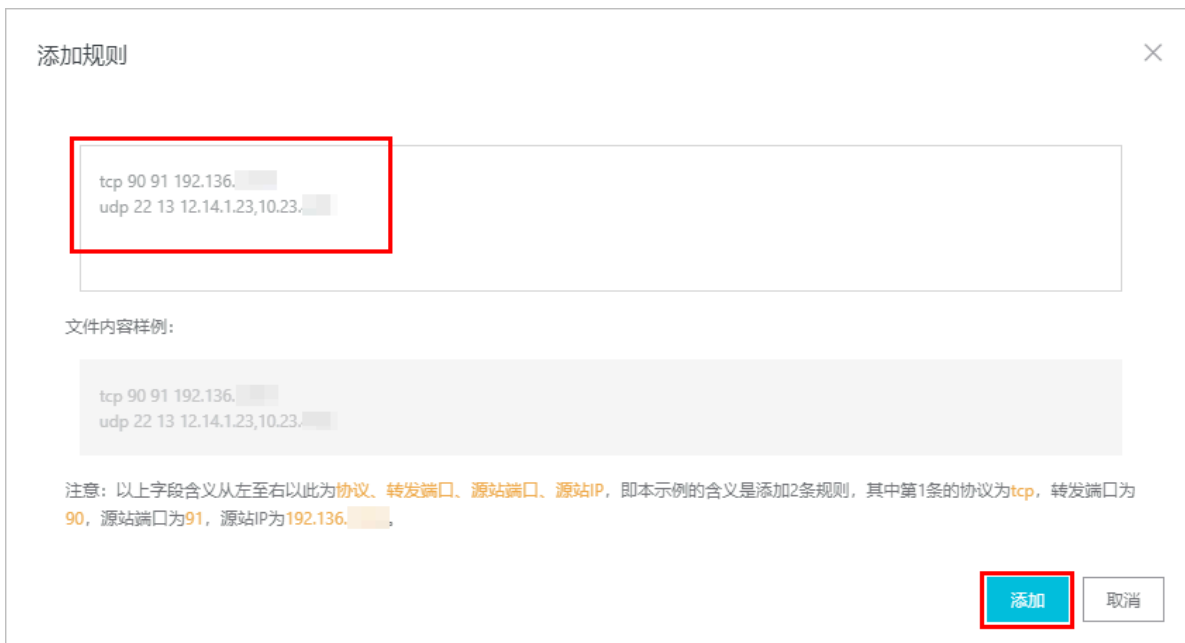 添加规则
tcp 90 91 192.136.
udp 22 13 12.14.1.23,10.23.
文件内容样例：
tcp 90 91 192.136.
udp 22 13 12.14.1.23,10.23.
注意：以上字段含义从左至右以此为协议、转发端口、源站端口、源站IP，即本示例的含义是添加2条规则，其中第1条的协议为tcp，转发端口为
90，源站端口为91，源站IP为192.136. 。
添加 取消